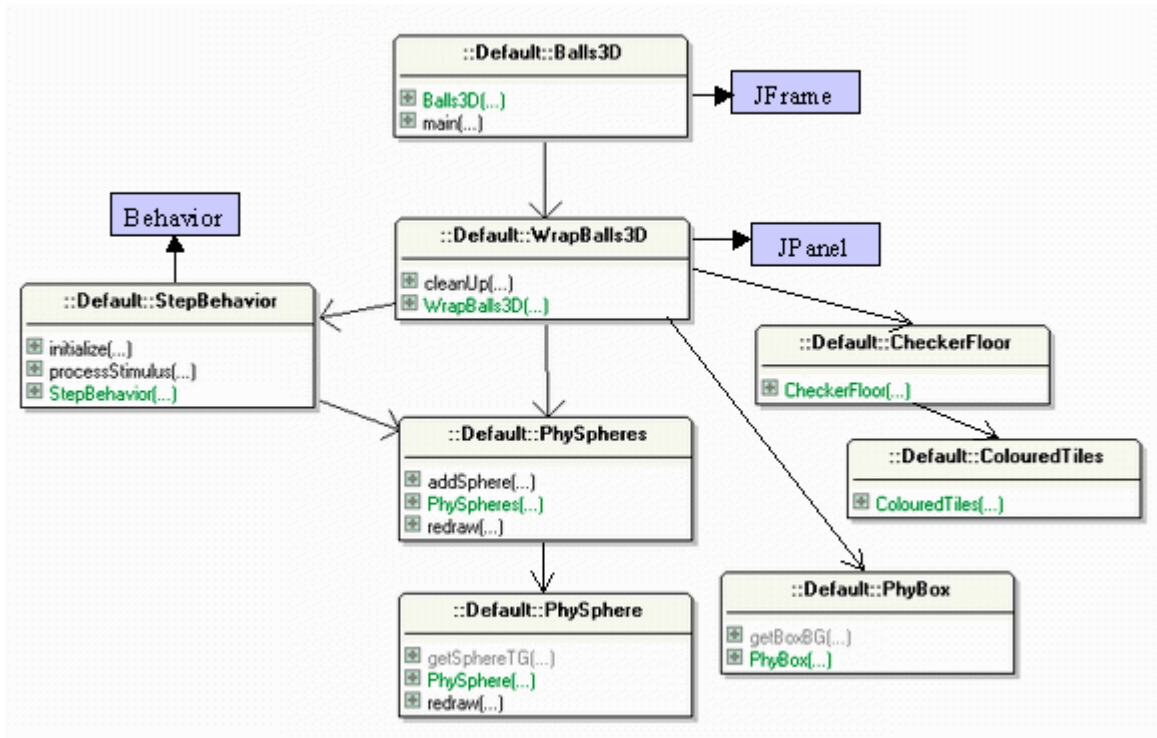 ::Default::Balls3D
Balls3D(...)
main(...)
JFrame
Behavior
::Default::WrapBalls3D
cleanUp(...)
WrapBalls3D(...)
JPanel
::Default::StepBehavior
initialize(...)
processStimulus(...)
StepBehavior(...)
::Default::CheckerFloor
CheckerFloor(...)
::Default::PhySpheres
addSphere(...)
PhySpheres(...)
redraw(...)
::Default::ColouredTiles
ColouredTiles(...)
::Default::PhySphere
getSphereTG(...)
PhySphere(...)
redraw(...)
::Default::PhyBox
getBoxBG(...)
PhyBox(...)